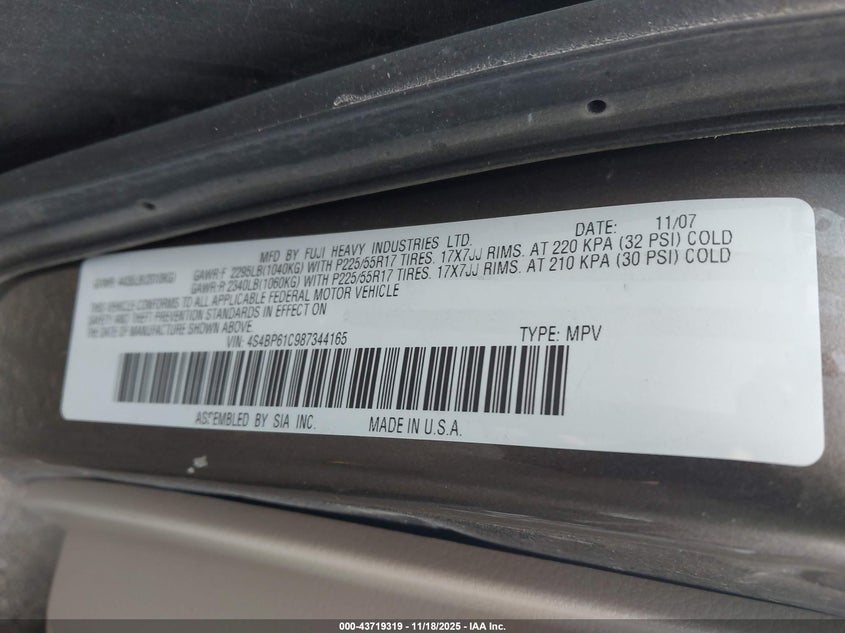 MFD BY FUJI HEAVY INDUSTRIES LTD. DATE: 11/07
GVWR: 4435LB(2010KG) GAWR:F 2295LB(1040KG) WITH P225/55R17 TIRES. 17X7JJ RIMS. AT 220 KPA (32 PSI) COLD
GAWR:R 2340LB(1060KG) WITH P225/55R17 TIRES. 17X7JJ RIMS. AT 210 KPA (30 PSI) COLD
THIS VEHICLE CONFORMS TO ALL APPLICABLE FEDERAL MOTOR VEHICLE
SAFETY AND THEFT PREVENTION STANDARDS IN EFFECT ON
THE DATE OF MANUFACTURE SHOWN ABOVE.
VIN: 4S4BP61C987344165 TYPE: MPV
ASSEMBLED BY SIA INC. MADE IN U.S.A.
000-43719319 - 11/18/2025 - IAA Inc.